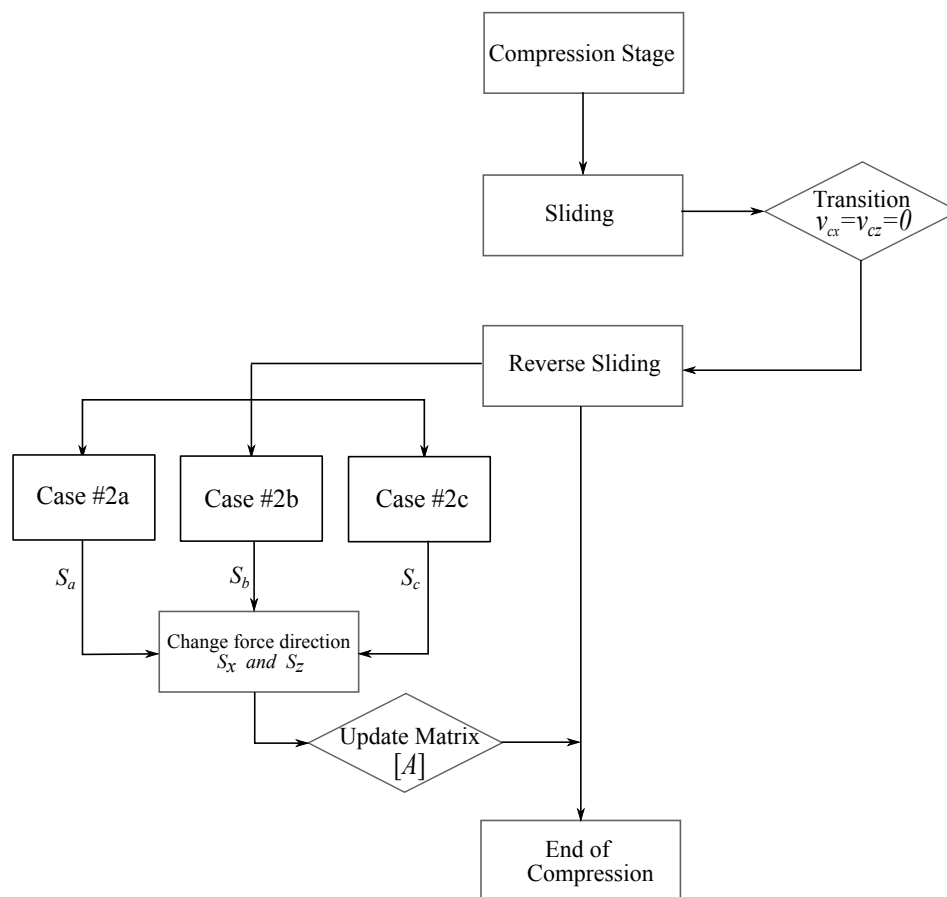 Compression Stage
Sliding
Transition
v_cx=v_cz=0
Reverse Sliding
Case #2a
Case #2b
Case #2c
S_a
S_b
S_c
Change force direction
S_x and S_z
Update Matrix
[A]
End of
Compression